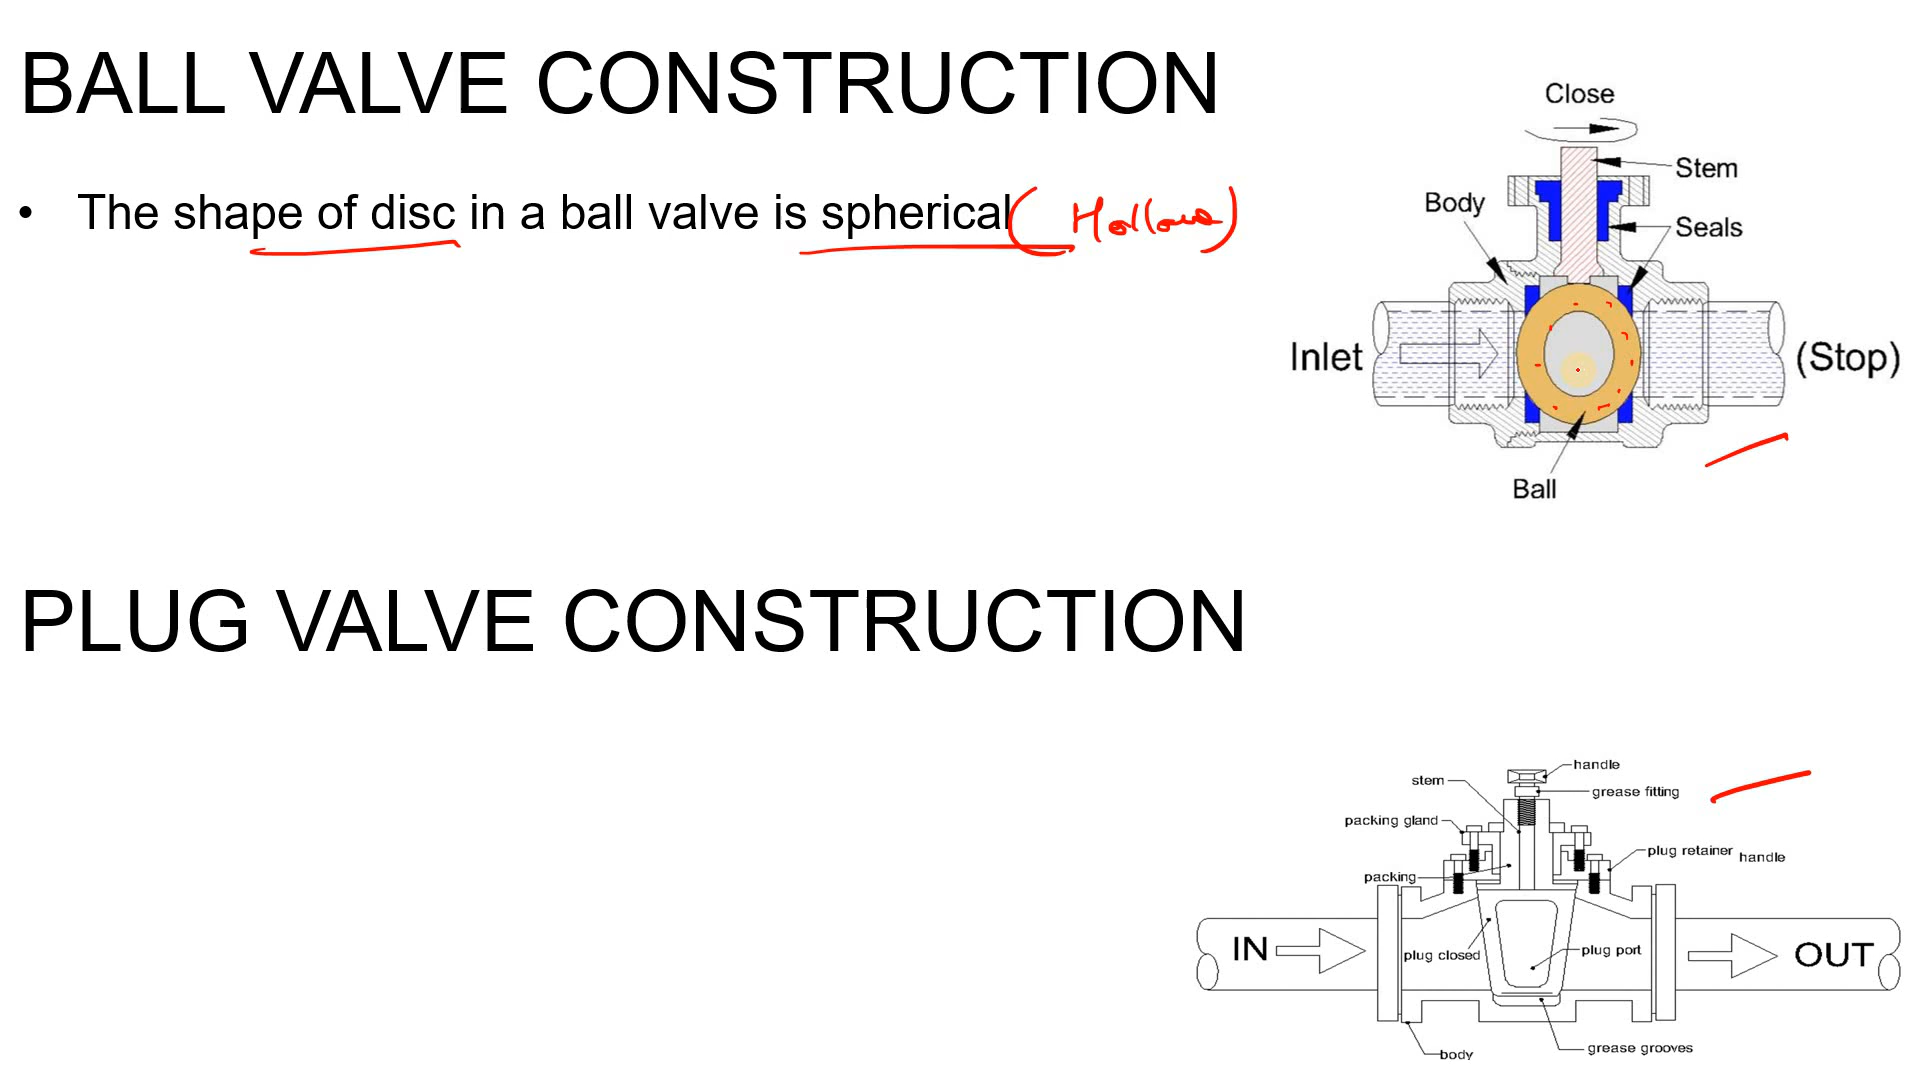 BALL VALVE CONSTRUCTION
• The shape of disc in a ball valve is spherical (Hollow)
Close
Stem
Body
Seals
Inlet
(Stop)
Ball
PLUG VALVE CONSTRUCTION
handle
stem
grease fitting
packing gland
plug retainer
handle
packing
IN
plug closed
plug port
OUT
body
grease grooves